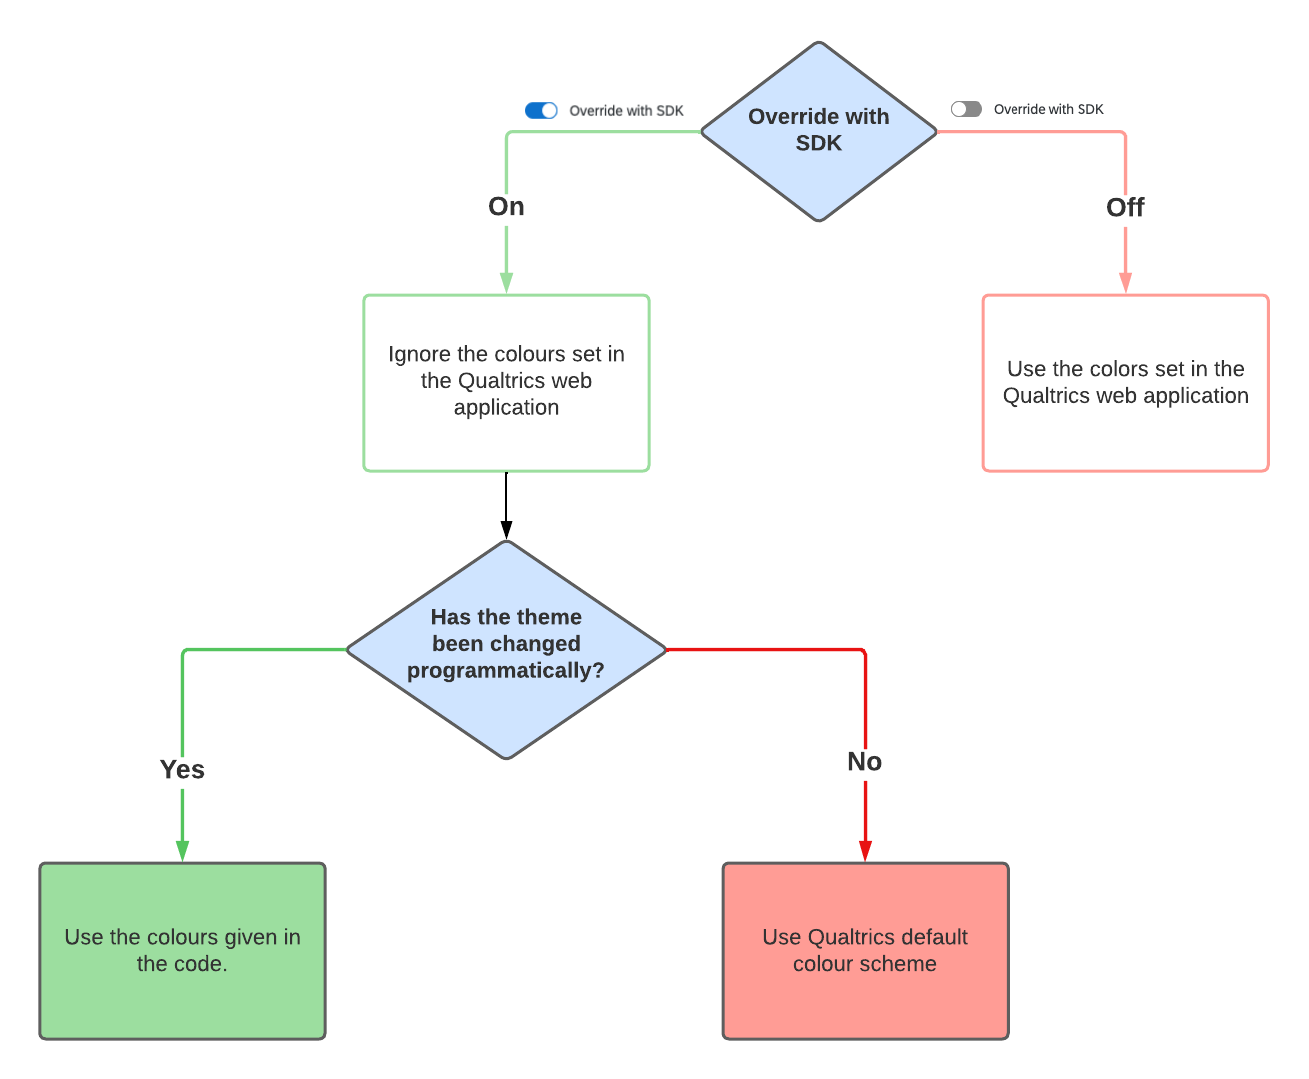 Override with SDK
Override with
SDK
Override with SDK
On
Off
Ignore the colours set in
the Qualtrics web
application
Use the colors set in the
Qualtrics web application
Has the theme
been changed
programmatically?
Yes
No
Use the colours given in
the code.
Use Qualtrics default
colour scheme